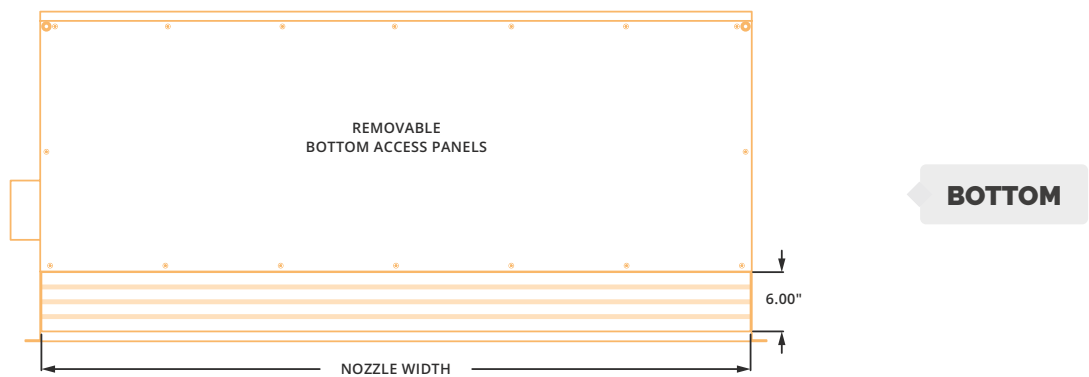 REMOVABLE
BOTTOM ACCESS PANELS
BOTTOM
6.00"
NOZZLE WIDTH